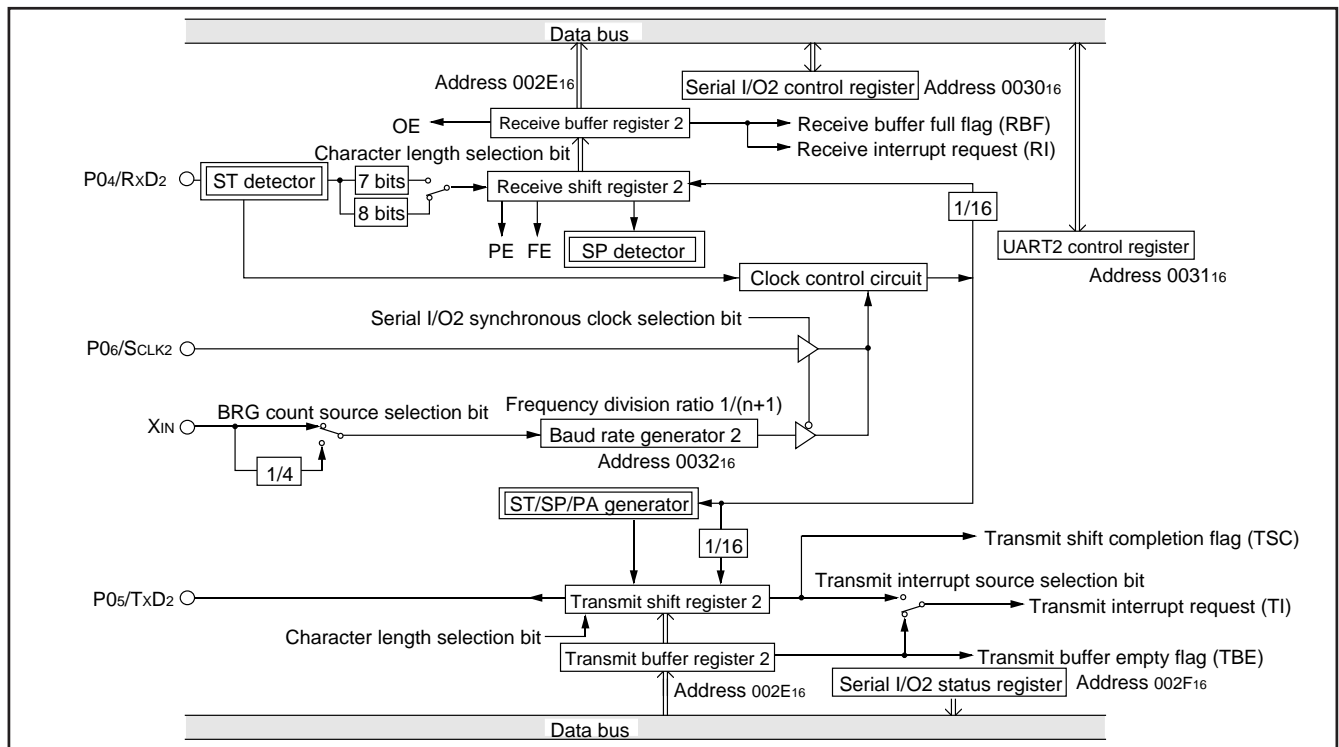 Data bus
Address 002E16
Serial I/O2 control register
Address 003016
OE
Receive buffer register 2
Receive buffer full flag (RBF)
Receive interrupt request (RI)
Character length selection bit
P04/RXD2
ST detector
7 bits
8 bits
Receive shift register 2
1/16
PE
FE
SP detector
UART2 control register
Address 003116
Clock control circuit
Serial I/O2 synchronous clock selection bit
P06/SCLK2
XIN
BRG count source selection bit
1/4
Frequency division ratio 1/(n+1)
Baud rate generator 2
Address 003216
ST/SP/PA generator
1/16
Transmit shift completion flag (TSC)
Transmit interrupt source selection bit
P05/TXD2
Transmit shift register 2
Transmit interrupt request (TI)
Character length selection bit
Transmit buffer register 2
Transmit buffer empty flag (TBE)
Address 002E16
Serial I/O2 status register
Address 002F16
Data bus